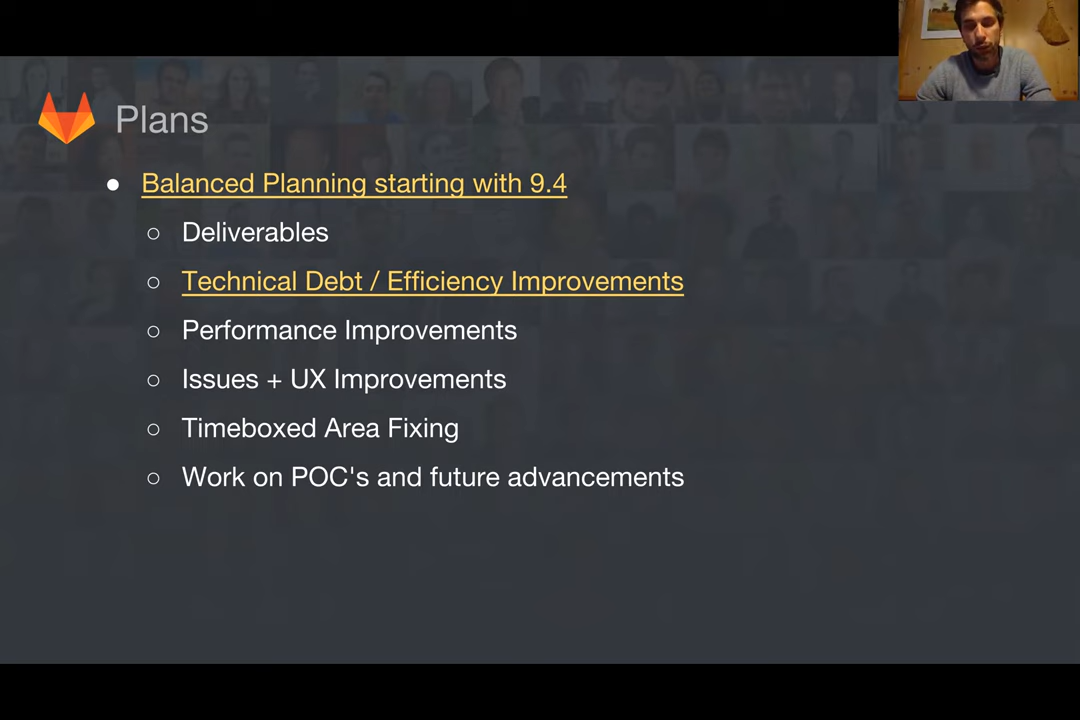 Plans
Balanced Planning starting with 9.4
Deliverables
Technical Debt / Efficiency Improvements
Performance Improvements
Issues + UX Improvements
Timeboxed Area Fixing
Work on POC's and future advancements